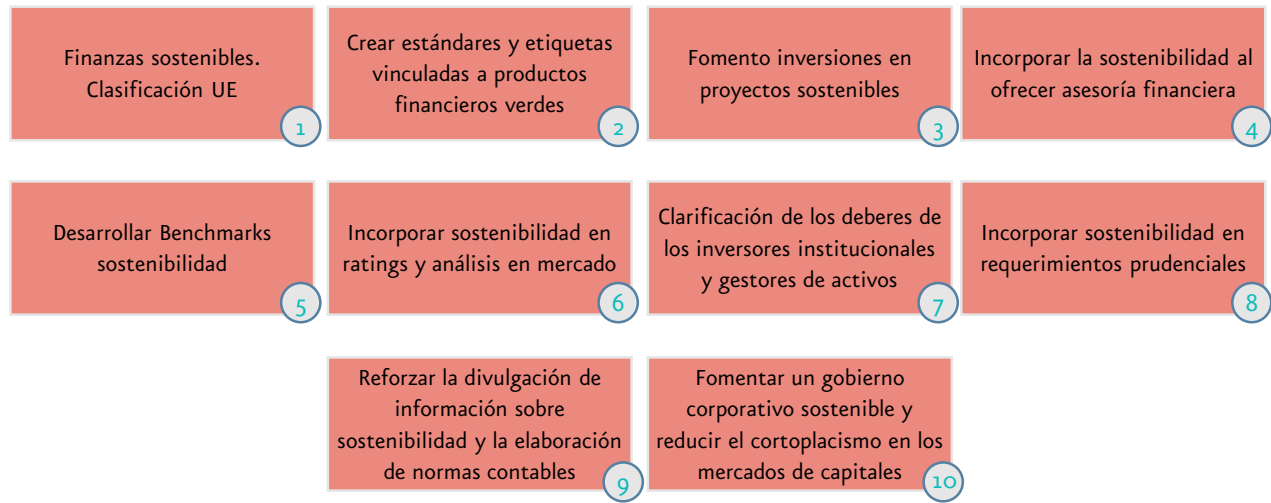 Finanzas sostenibles.
Clasificación UE
1
Crear estándares y etiquetas
vinculadas a productos
financieros verdes
2
Fomento inversiones en
proyectos sostenibles
3
Incorporar la sostenibilidad al
ofrecer asesoría financiera
4
Desarrollar Benchmarks
sostenibilidad
5
Incorporar sostenibilidad en
ratings y análisis en mercado
6
Clarificación de los deberes de
los inversores institucionales
y gestores de activos
7
Incorporar sostenibilidad en
requerimientos prudenciales
8
Reforzar la divulgación de
información sobre
sostenibilidad y la elaboración
de normas contables
9
Fomentar un gobierno
corporativo sostenible y
reducir el cortoplacismo en los
mercados de capitales
10